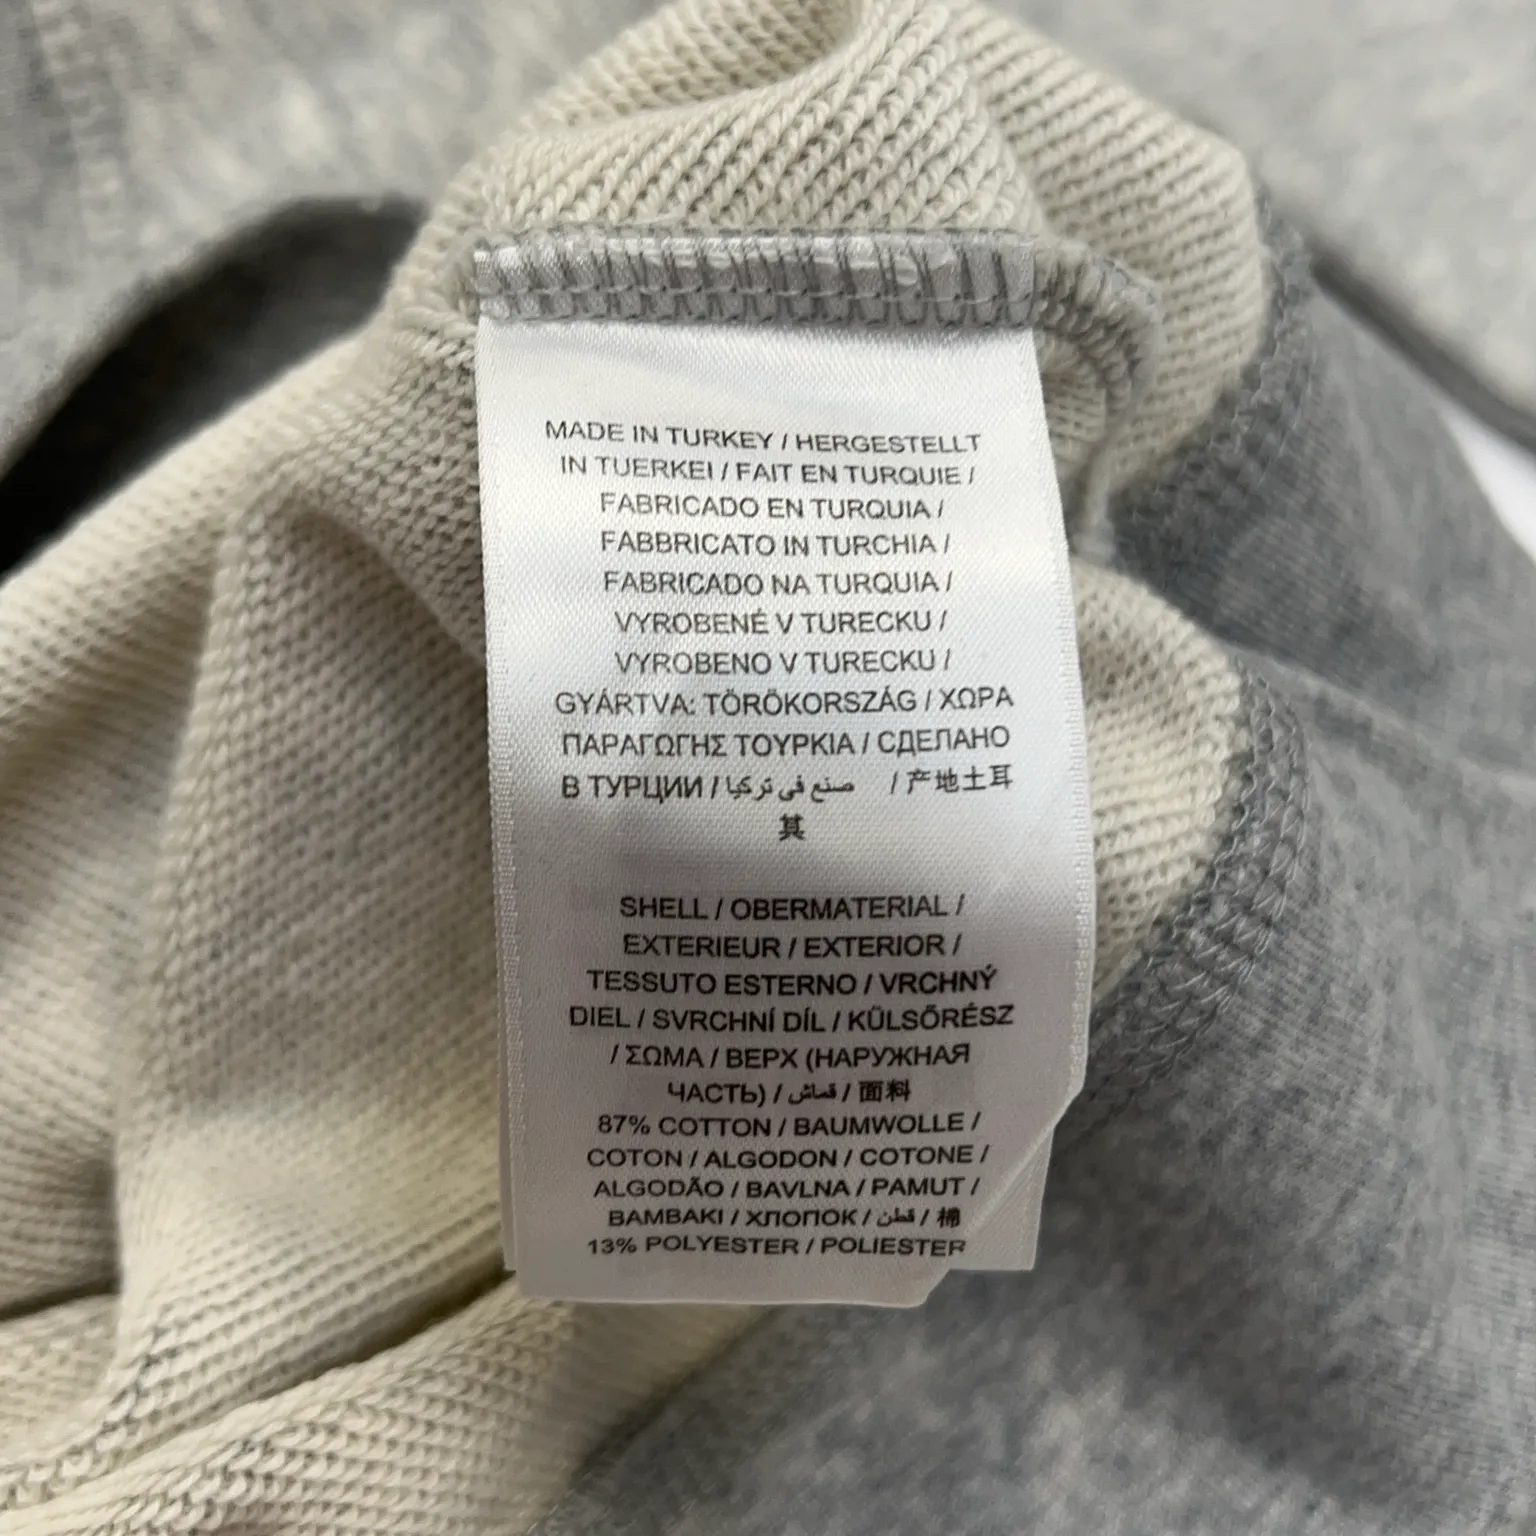 MADE IN TURKEY / HERGESTELLT
IN TUERKEI / FAIT EN TURQUIE /
FABRICADO EN TURQUIA /
FABBRICATO IN TURCHIA /
FABRICADO NA TURQUIA /
VYROBENÉ V TURECKU /
VYROBENO V TURECKU /
GYÁRTVA: TÖRÖKORSZÁG / ΧΩΡΑ
ΠΑΡΑΓΩΓΗΣ ΤΟΥΡΚΙΑ / СДЕЛАНО
В ТУРЦИИ / صنع في تركيا / 产地土耳
其
SHELL / OBERMATERIAL /
EXTERIEUR / EXTERIOR /
TESSUTO ESTERNO / VRCHNÝ
DIEL / SVRCHNÍ DÍL / KÜLSŐRÉSZ
/ ΣΩΜΑ / ВЕРХ (НАРУЖНАЯ
ЧАСТЬ) / قماش / 面料
87% COTTON / BAUMWOLLE /
COTON / ALGODON / COTONE /
ALGODÃO / BAVLNA / PAMUT /
BAMBAKI / ХЛОПОК / قطن / 棉
13% POLYESTER / POLIESTER